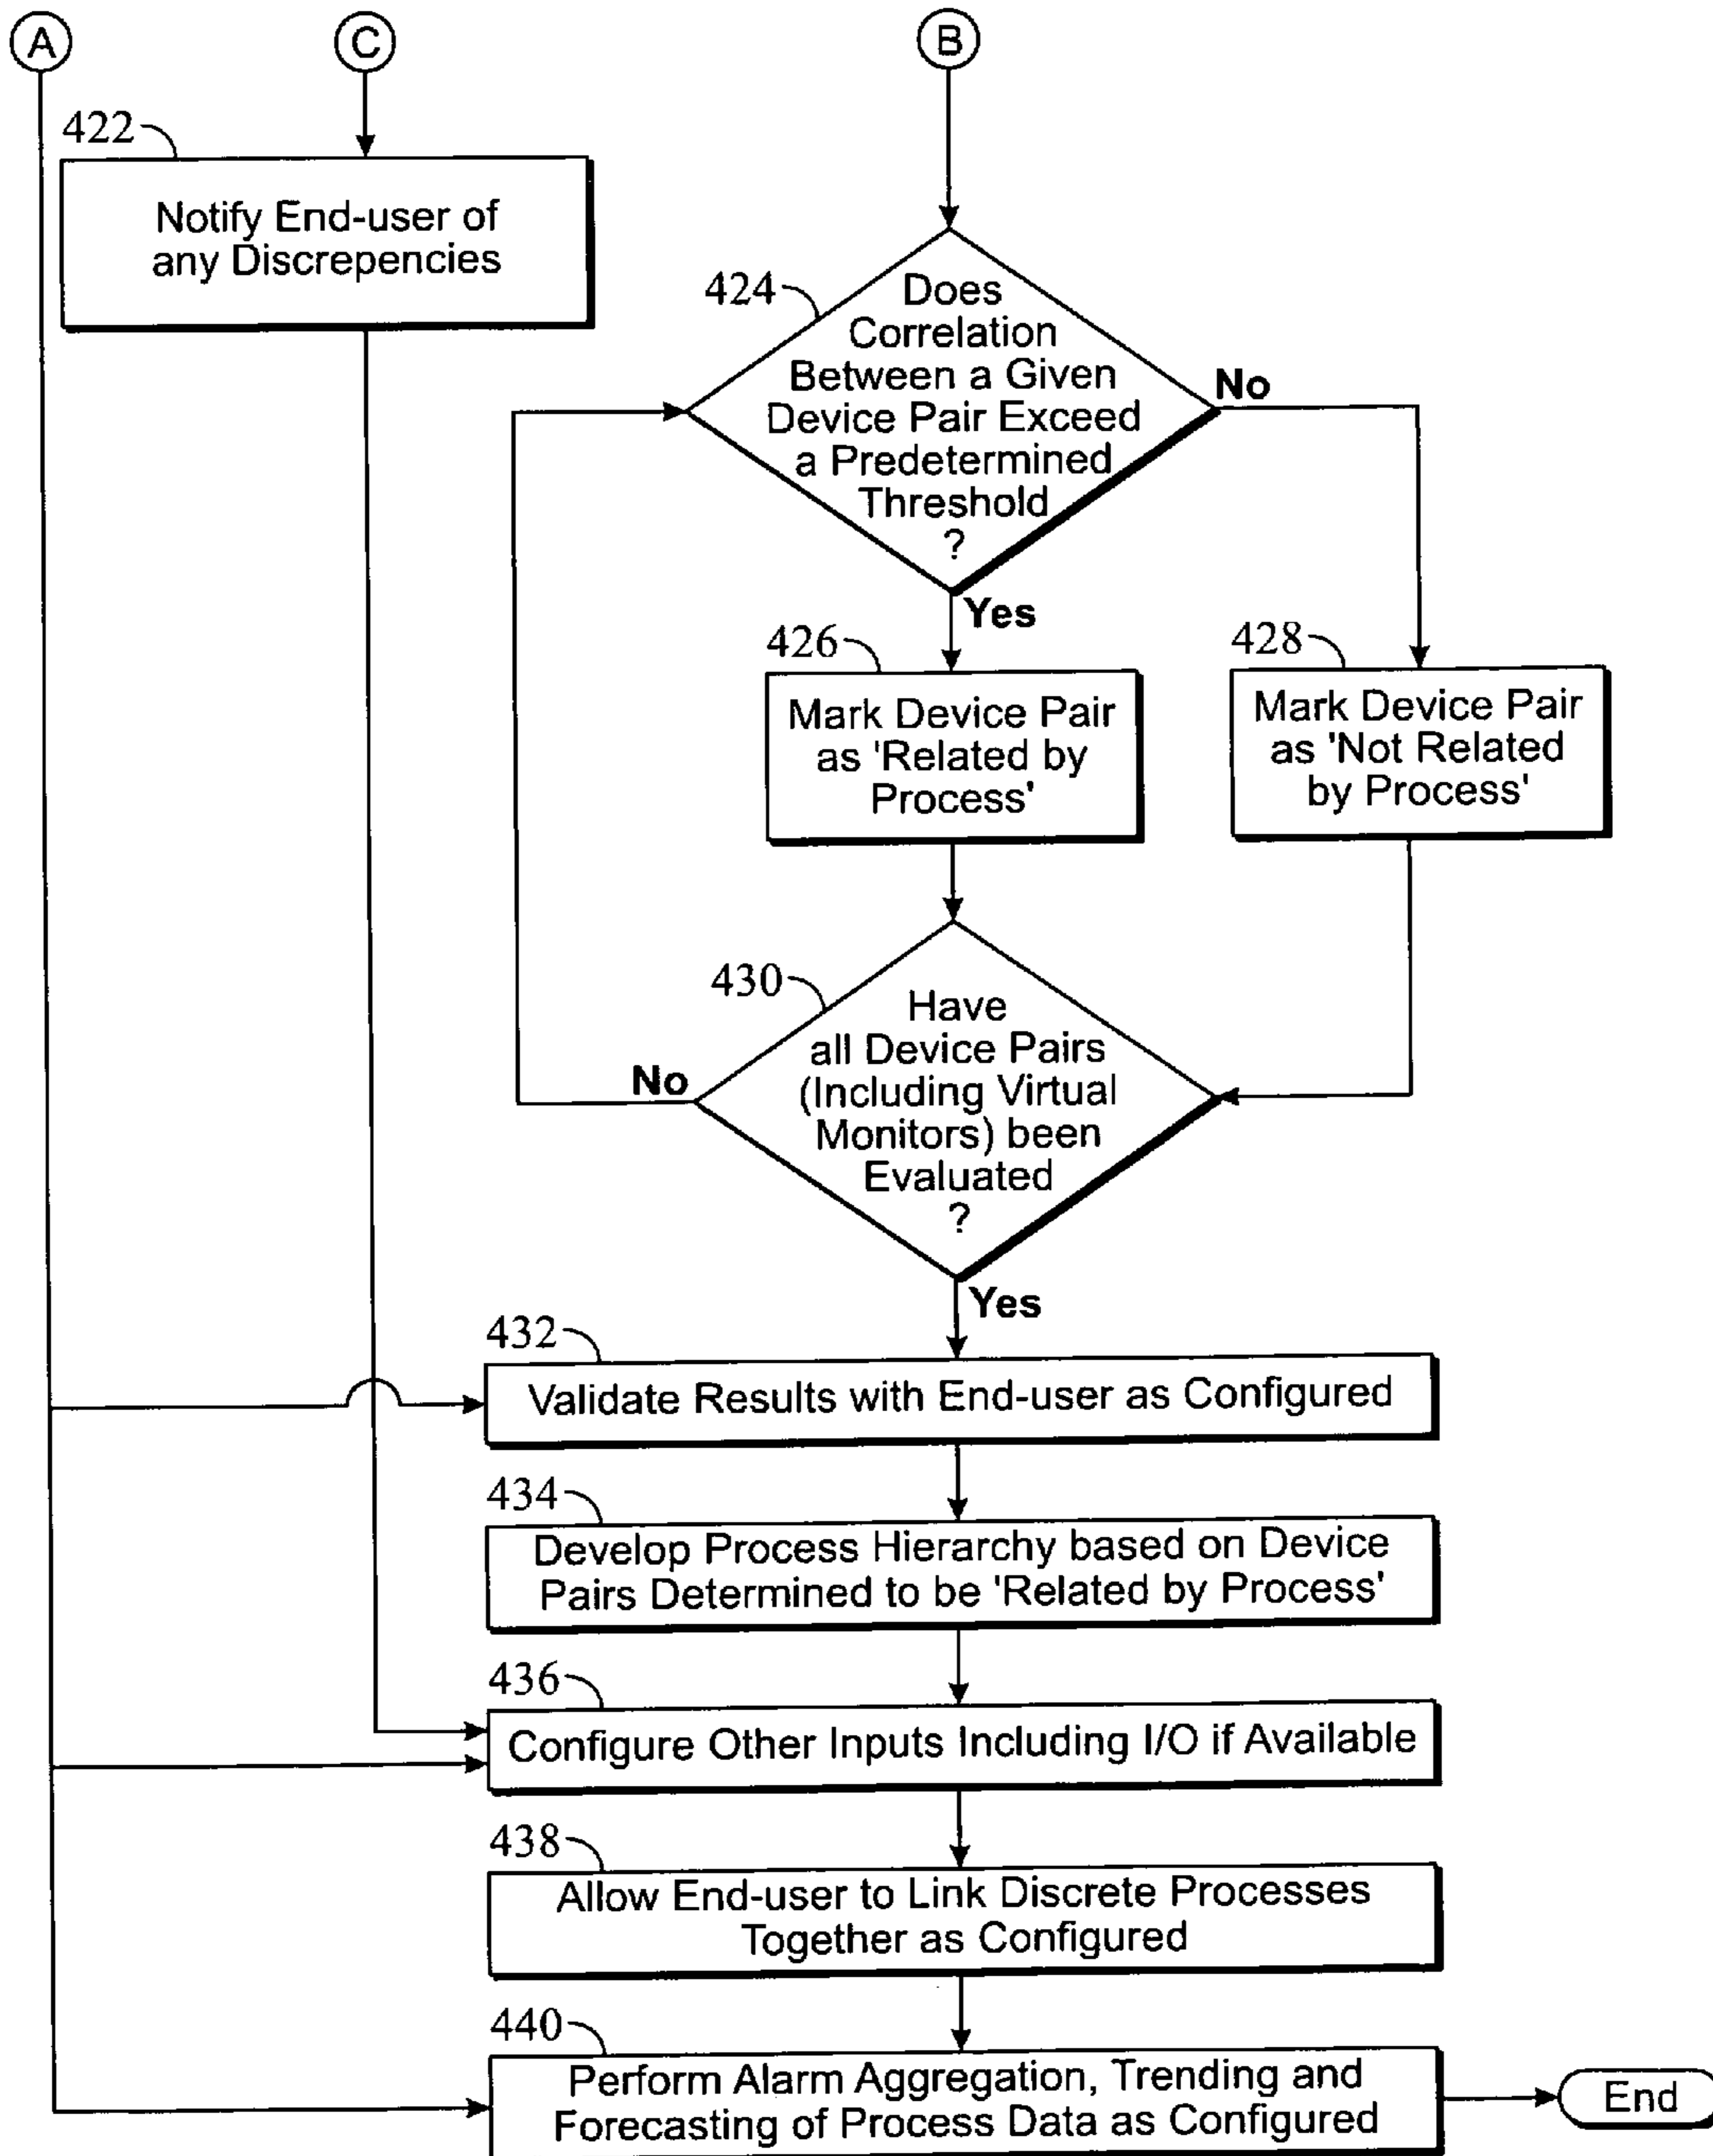 A
C
B
422
Notify End-user of
any Discrepencies
424
Does
Correlation
Between a Given
Device Pair Exceed
a Predetermined
Threshold
?
No
Yes
426
Mark Device Pair
as 'Related by
Process'
428
Mark Device Pair
as 'Not Related
by Process'
430
Have
all Device Pairs
(Including Virtual
Monitors) been
Evaluated
?
No
Yes
432
Validate Results with End-user as Configured
434
Develop Process Hierarchy based on Device
Pairs Determined to be 'Related by Process'
436
Configure Other Inputs Including I/O if Available
438
Allow End-user to Link Discrete Processes
Together as Configured
440
Perform Alarm Aggregation, Trending and
Forecasting of Process Data as Configured
End